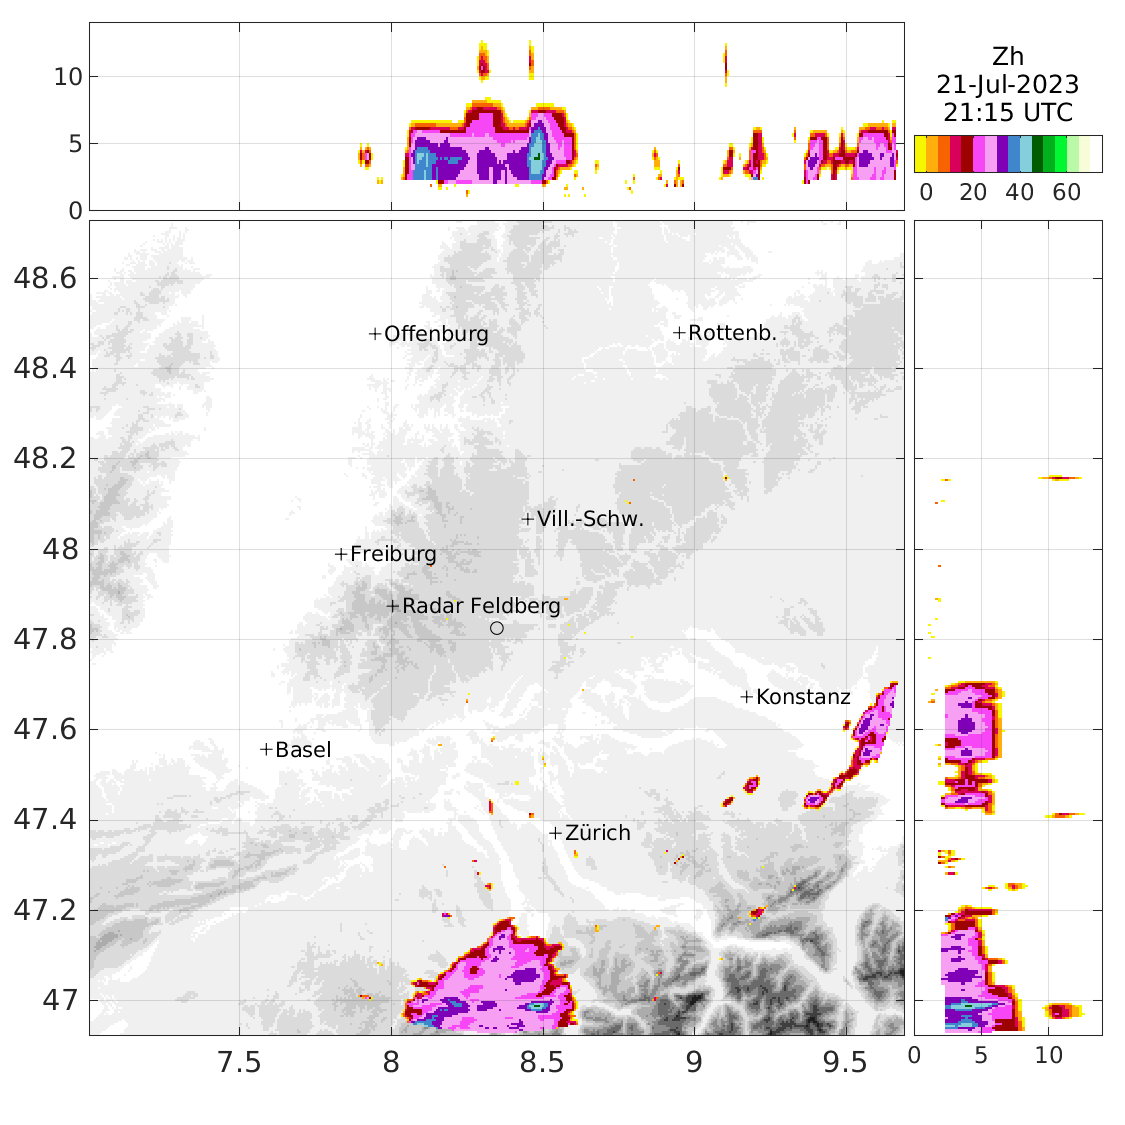 10
5
0
Zh
21-Jul-2023
21:15 UTC
0 20 40 60
48.6
48.4
48.2
48
47.8
47.6
47.4
47.2
47
Offenburg
Rottenb.
Vill.-Schw.
Freiburg
Radar Feldberg
Konstanz
Basel
Zürich
7.5 8 8.5 9 9.5
0 5 10